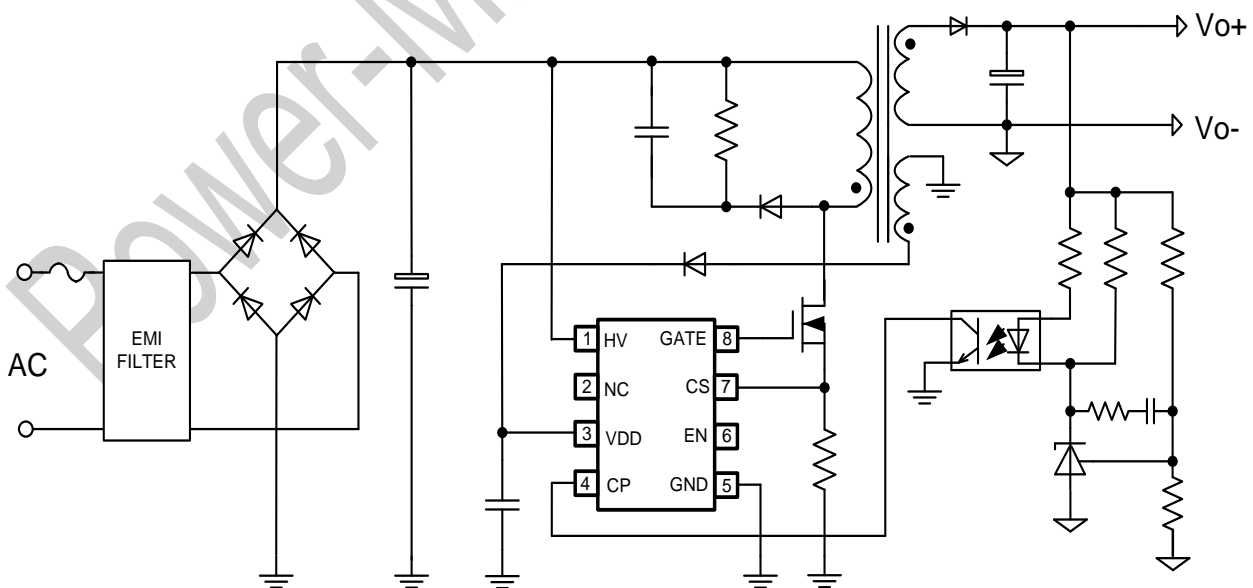 Power-M
Vo+
Vo-
EMI
FILTER
AC
1 HV GATE 8
2 NC CS 7
3 VDD EN 6
4 CP GND 5